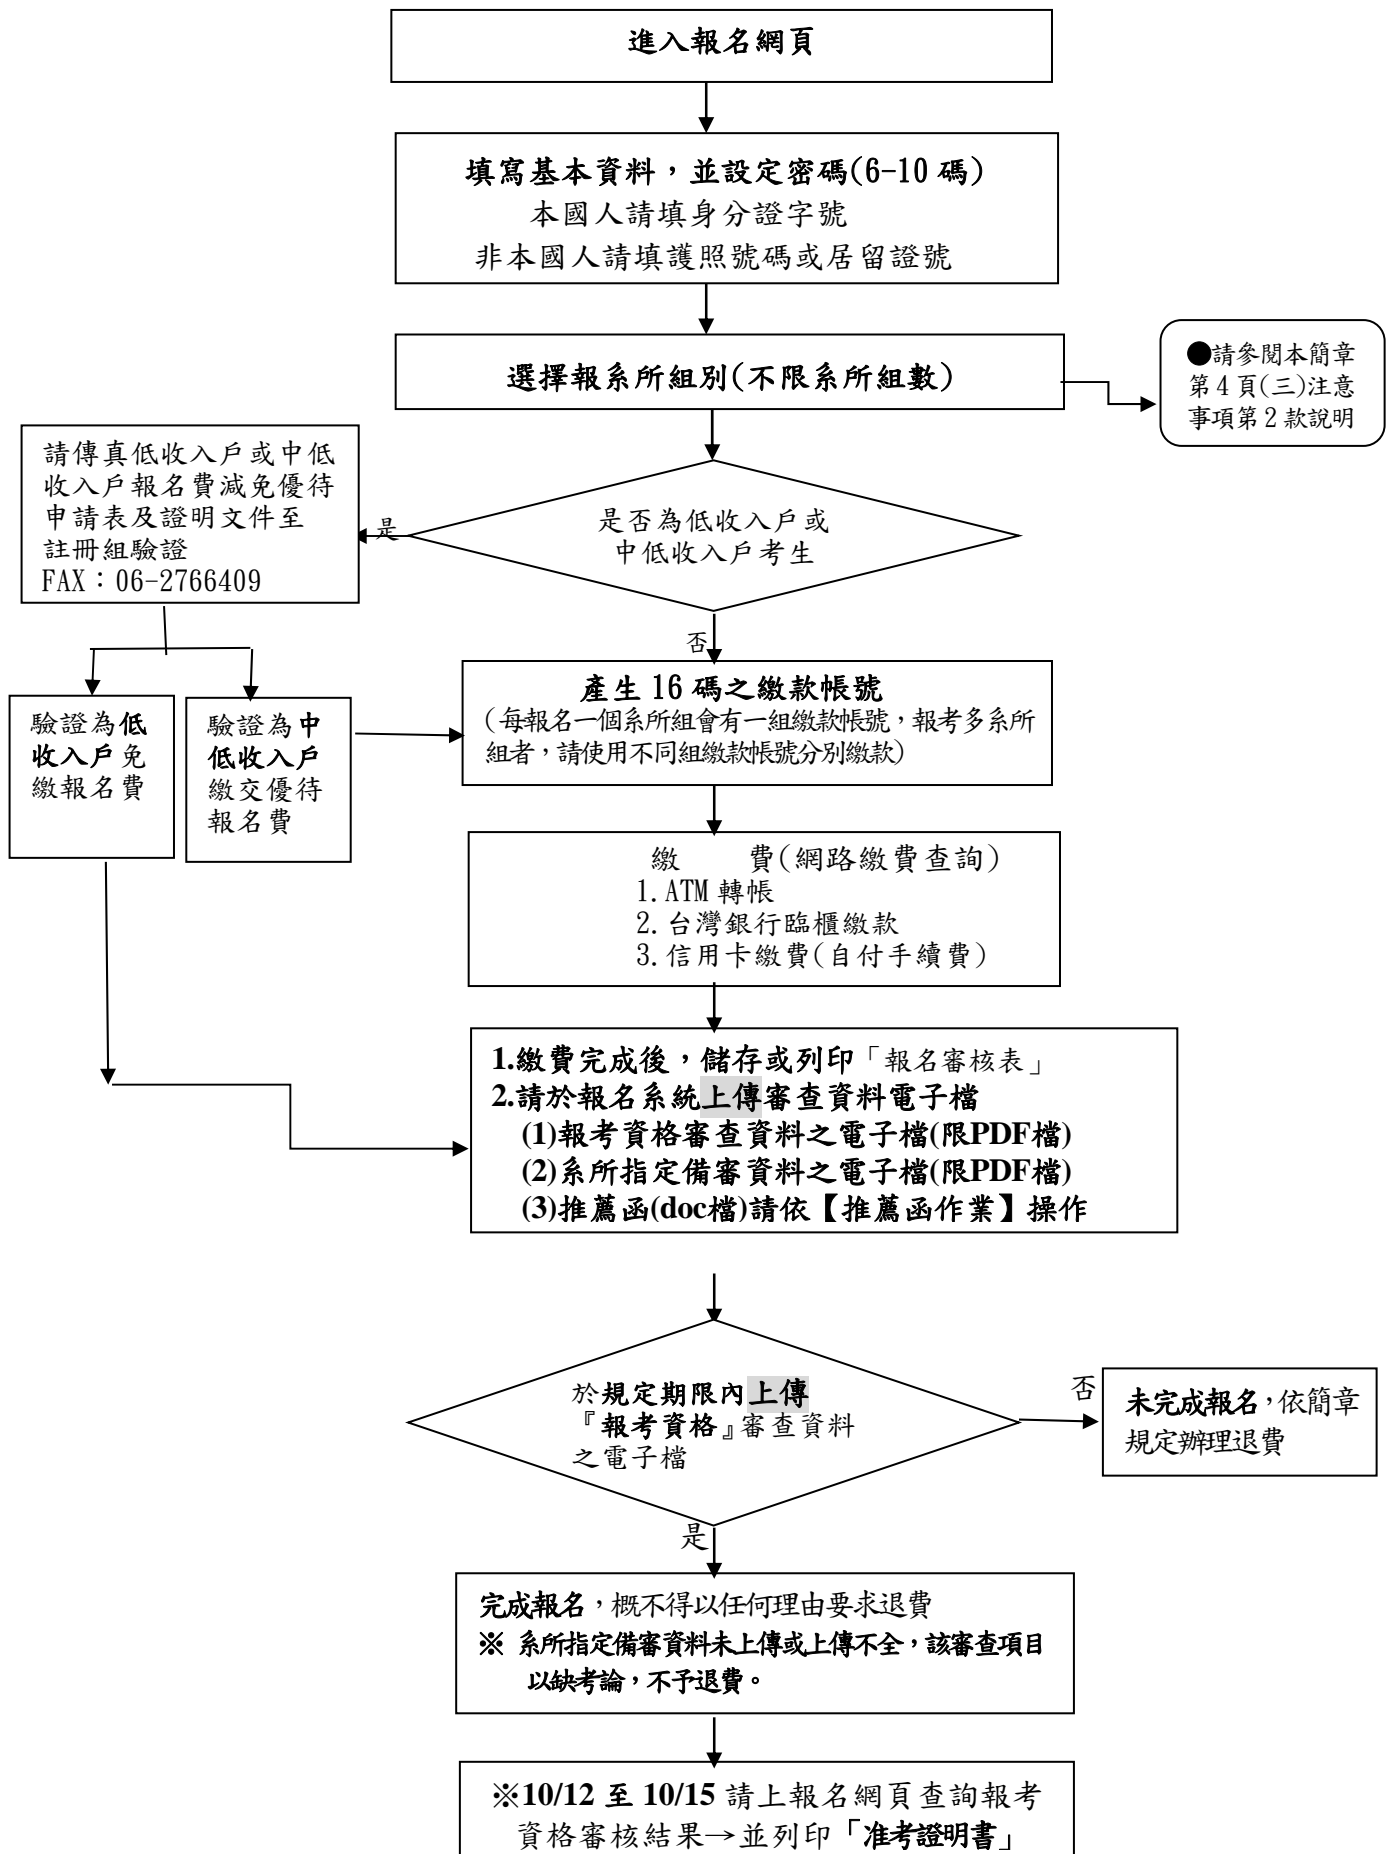 進入報名網頁
填寫基本資料，並設定密碼(6-10 碼)
本國人請填身分證字號
非本國人請填護照號碼或居留證號
選擇報系所組別(不限系所組數)
●請參閱本簡章
第 4 頁(三)注意
事項第 2 款說明
請傳真低收入戶或中低
收入戶報名費減免優待
申請表及證明文件至
註冊組驗證
FAX：06-2766409
是
是否為低收入戶或
中低收入戶考生
否
驗證為低
收入戶免
繳報名費
驗證為中
低收入戶
繳交優待
報名費
產生 16 碼之繳款帳號
(每報名一個系所組會有一組繳款帳號，報考多系所
組者，請使用不同組繳款帳號分別繳款)
繳　　費(網路繳費查詢)
1.ATM 轉帳
2.台灣銀行臨櫃繳款
3.信用卡繳費(自付手續費)
1.繳費完成後，儲存或列印「報名審核表」
2.請於報名系統上傳審查資料電子檔
(1)報考資格審查資料之電子檔(限PDF檔)
(2)系所指定備審資料之電子檔(限PDF檔)
(3)推薦函(doc檔)請依【推薦函作業】操作
於規定期限內上傳
『報考資格』審查資料
之電子檔
否
未完成報名，依簡章
規定辦理退費
是
完成報名，概不得以任何理由要求退費
※ 系所指定備審資料未上傳或上傳不全，該審查項目
以缺考論，不予退費。
※10/12 至 10/15 請上報名網頁查詢報考
資格審核結果→並列印「准考證明書」